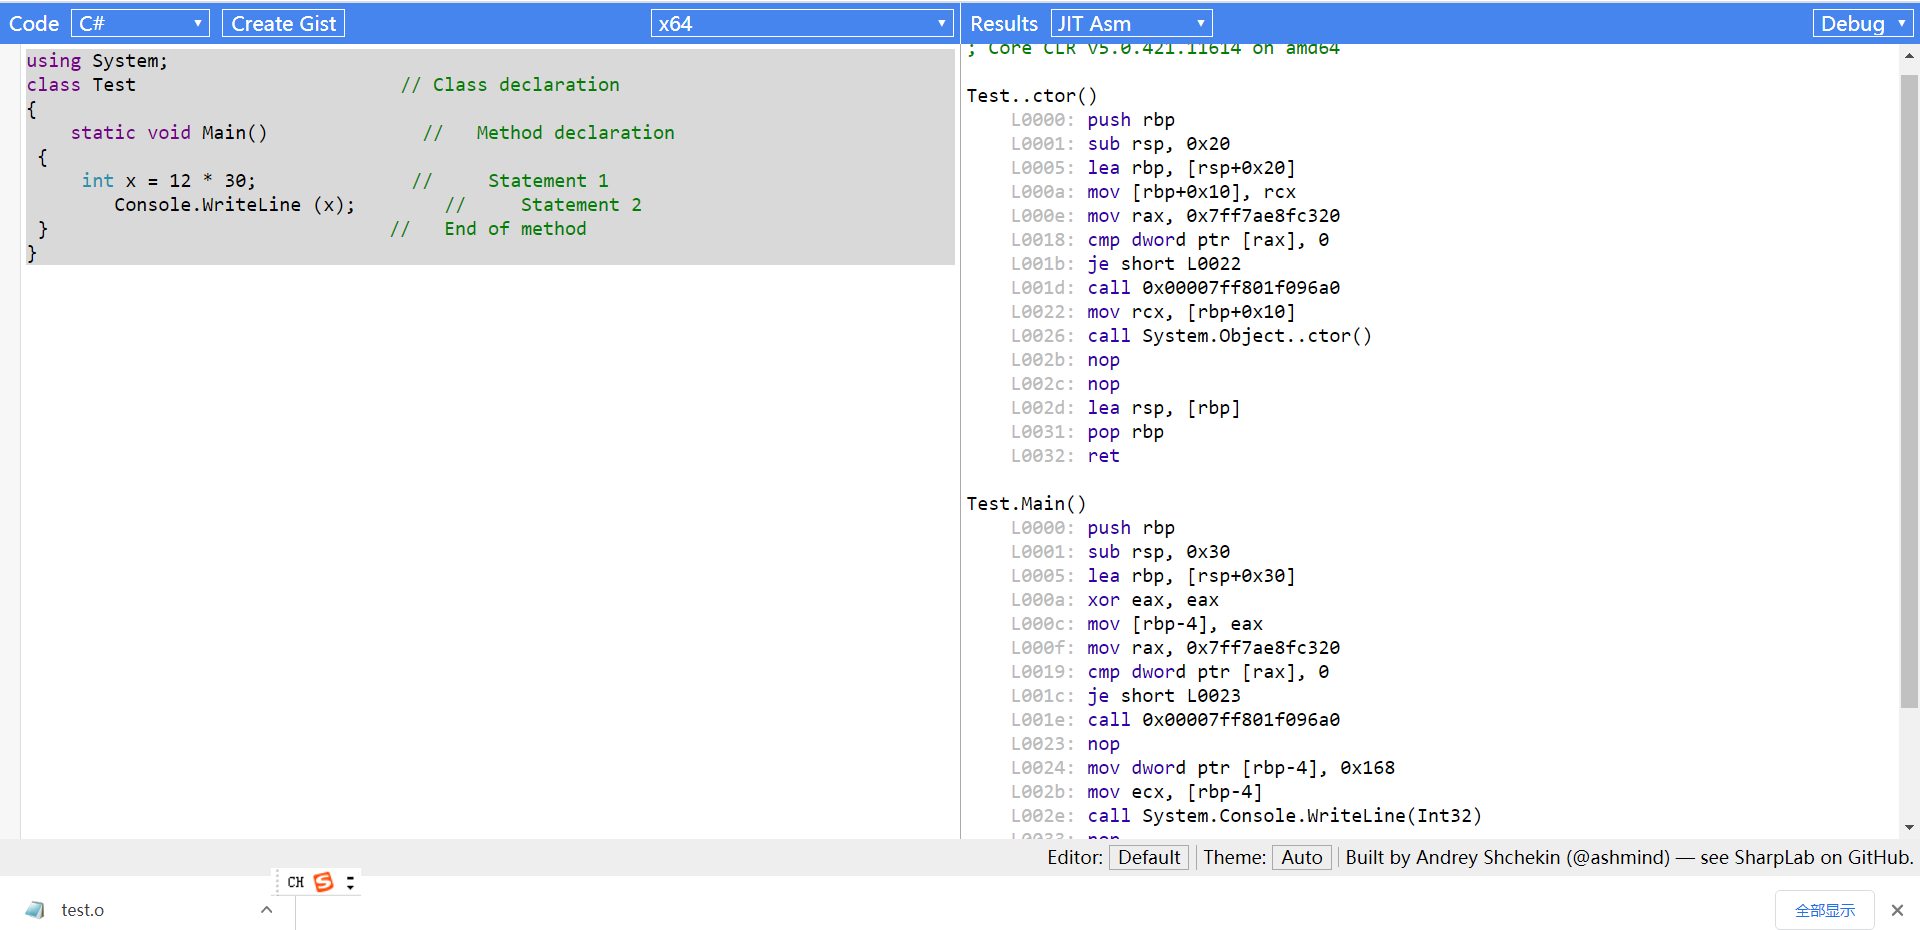 Code C# Create Gist x64 Results JIT Asm Debug
using System;
class Test // Class declaration
{
static void Main() // Method declaration
{
int x = 12 * 30; // Statement 1
Console.WriteLine (x); // Statement 2
} // End of method
}
; Core CLR v5.0.421.11614 on amd64
Test..ctor()
L0000: push rbp
L0001: sub rsp, 0x20
L0005: lea rbp, [rsp+0x20]
L000a: mov [rbp+0x10], rcx
L000e: mov rax, 0x7ff7ae8fc320
L0018: cmp dword ptr [rax], 0
L001b: je short L0022
L001d: call 0x00007ff801f096a0
L0022: mov rcx, [rbp+0x10]
L0026: call System.Object..ctor()
L002b: nop
L002c: nop
L002d: lea rsp, [rbp]
L0031: pop rbp
L0032: ret
Test.Main()
L0000: push rbp
L0001: sub rsp, 0x30
L0005: lea rbp, [rsp+0x30]
L000a: xor eax, eax
L000c: mov [rbp-4], eax
L000f: mov rax, 0x7ff7ae8fc320
L0019: cmp dword ptr [rax], 0
L001c: je short L0023
L001e: call 0x00007ff801f096a0
L0023: nop
L0024: mov dword ptr [rbp-4], 0x168
L002b: mov ecx, [rbp-4]
L002e: call System.Console.WriteLine(Int32)
L0033: nop
Editor: Default Theme: Auto Built by Andrey Shchekin (@ashmind) — see SharpLab on GitHub.
CH S
test.o 全部显示